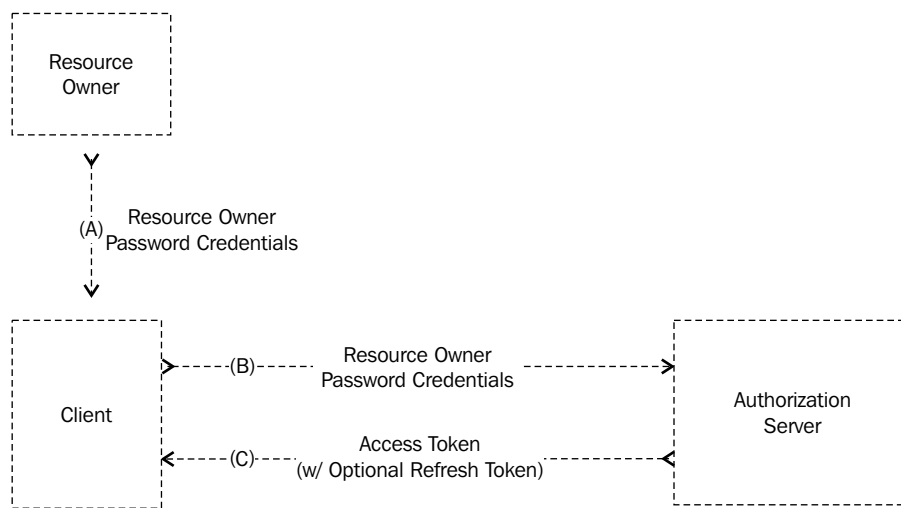 Resource
Owner
(A)
Resource Owner
Password Credentials
Client
(B)
Resource Owner
Password Credentials
(C)
Access Token
(w/ Optional Refresh Token)
Authorization
Server